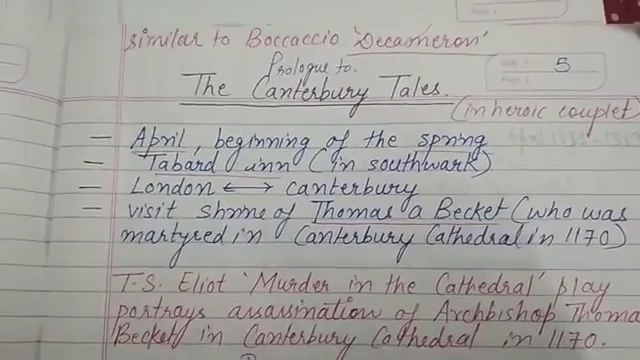 similar to Boccaccio 'Decameron'
5
Prologue to.
The Canterbury Tales.
(in heroic couplet)
— April, beginning of the spring
— Tabard inn (in southwark)
— London ⟷ canterbury
— visit shrine of Thomas a Becket (who was
martyred in Canterbury Cathedral in 1170)
T.S. Eliot 'Murder in the Cathedral' play
portrays assassination of Archbishop Thoma
Becket in Canterbury Cathedral in 1170.